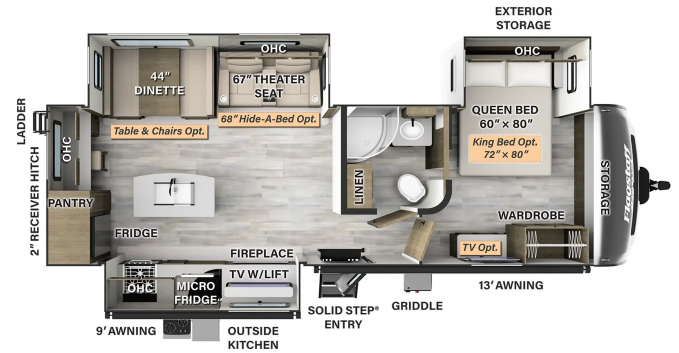 EXTERIOR
STORAGE
OHC
OHC
44"
DINETTE
67" THEATER
SEAT
68" Hide-A-Bed Opt.
Table & Chairs Opt.
QUEEN BED
60" × 80"
King Bed Opt.
72" × 80"
LADDER
2" RECEIVER HITCH
OHC
PANTRY
FRIDGE
LINEN
STORAGE
Flagstaff
WARDROBE
TV Opt.
FIREPLACE
TV W/LIFT
OHC
MICRO
FRIDGE
13' AWNING
GRIDDLE
SOLID STEP®
ENTRY
9' AWNING
OUTSIDE
KITCHEN